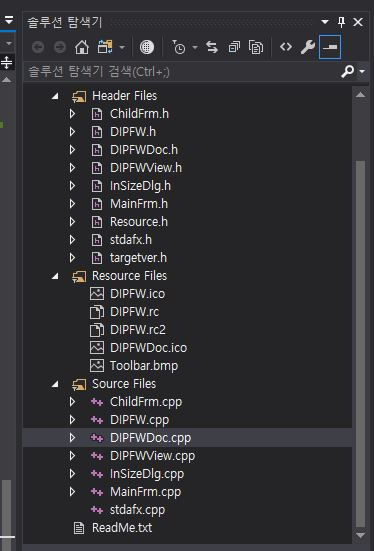 솔루션 탐색기
솔루션 탐색기 검색(Ctrl+;)
Header Files
ChildFrm.h
DIPFW.h
DIPFWDoc.h
DIPFWView.h
InSizeDlg.h
MainFrm.h
Resource.h
stdafx.h
targetver.h
Resource Files
DIPFW.ico
DIPFW.rc
DIPFW.rc2
DIPFWDoc.ico
Toolbar.bmp
Source Files
ChildFrm.cpp
DIPFW.cpp
DIPFWDoc.cpp
DIPFWView.cpp
InSizeDlg.cpp
MainFrm.cpp
stdafx.cpp
ReadMe.txt